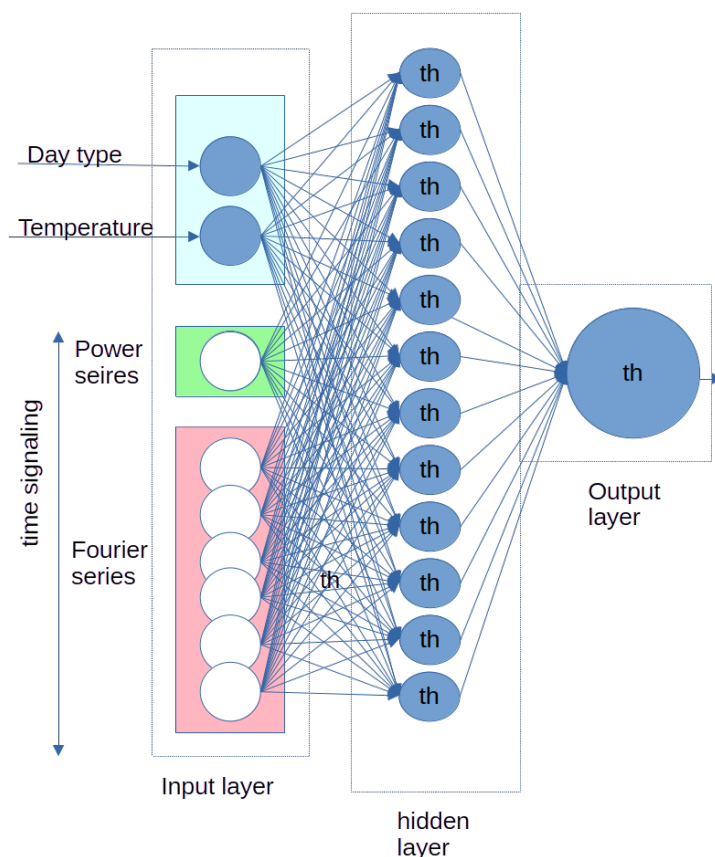 Day type
Temperature
Power
seires
time signaling
Fourier
series
Input layer
th
th
th
th
th
th
th
th
th
th
th
th
th
hidden
layer
th
Output
layer